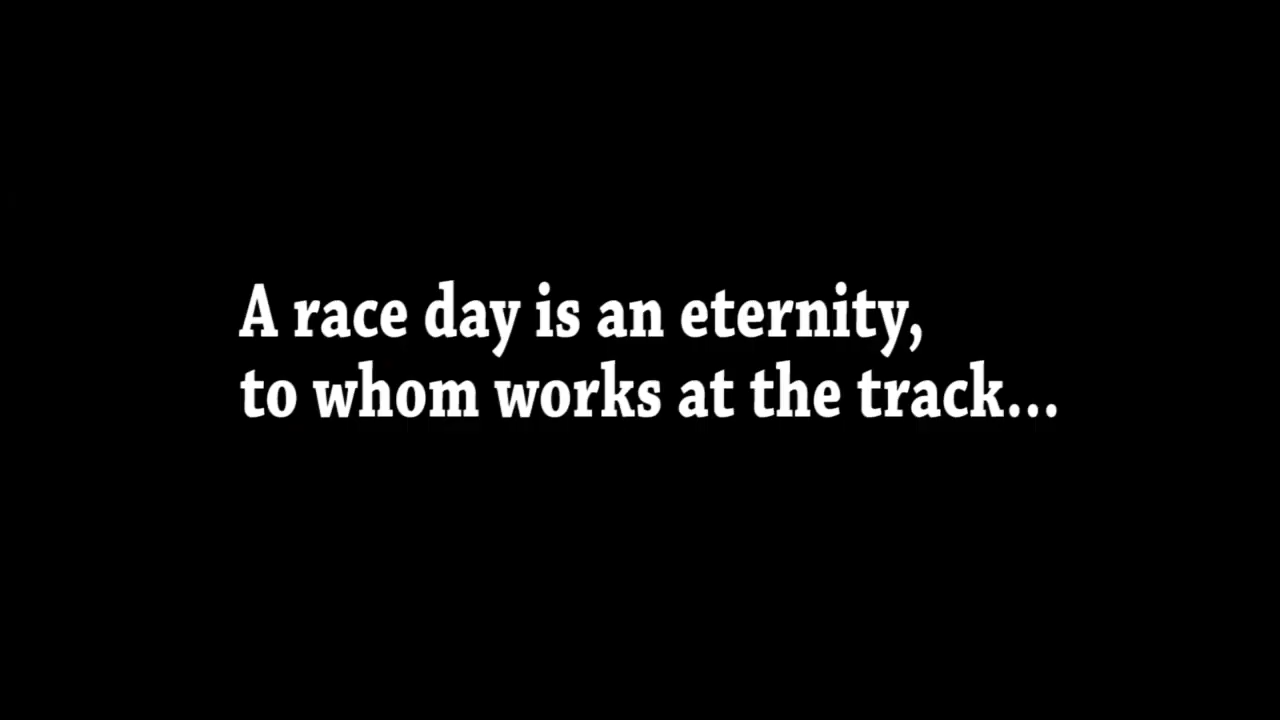 A race day is an eternity,
to whom works at the track...